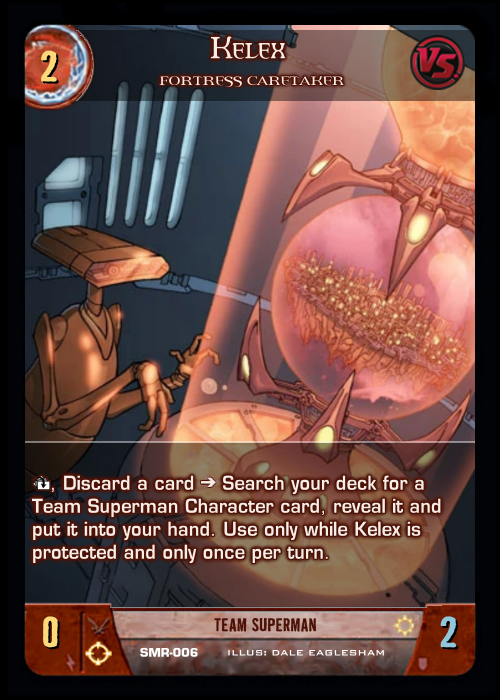 2
Kelex
VS
FORTRESS CARETAKER
, Discard a card ➔ Search your deck for a
Team Superman Character card, reveal it and
put it into your hand. Use only while Kelex is
protected and only once per turn.
0
TEAM SUPERMAN
2
SMR-006 ILLUS: DALE EAGLESHAM